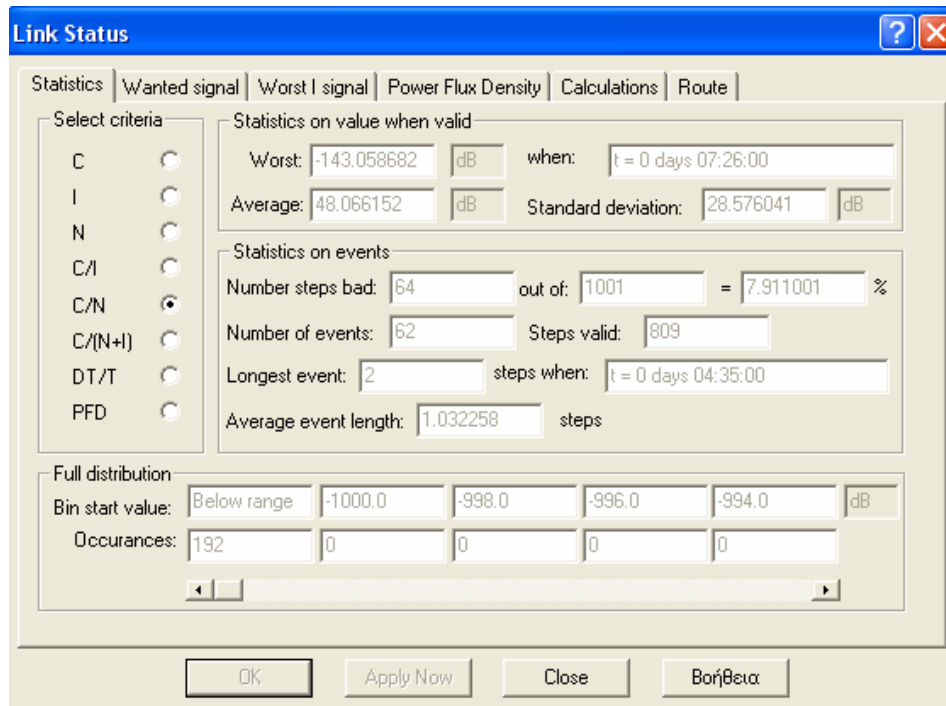 Link Status
Statistics Wanted signal Worst I signal Power Flux Density Calculations Route
Select criteria
C
I
N
C/I
C/N
C/(N+I)
DT/T
PFD
Statistics on value when valid
Worst: -143.058682 dB when: t = 0 days 07:26:00
Average: 48.066152 dB Standard deviation: 28.576041 dB
Statistics on events
Number steps bad: 64 out of: 1001 = 7.911001 %
Number of events: 62 Steps valid: 809
Longest event: 2 steps when: t = 0 days 04:35:00
Average event length: 1.032258 steps
Full distribution
Bin start value: Below range -1000.0 -998.0 -996.0 -994.0 dB
Occurances: 192 0 0 0 0
OK Apply Now Close Βοήθεια